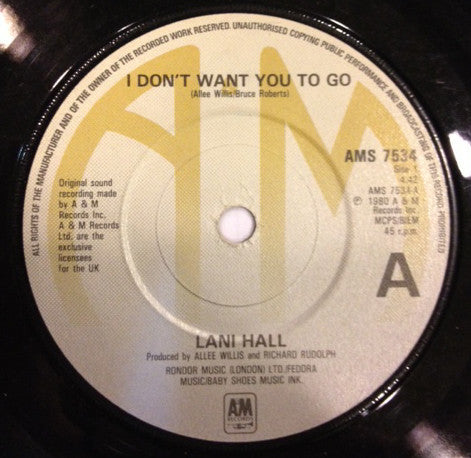 ALL RIGHTS OF THE MANUFACTURER AND OF THE OWNER OF THE RECORDED WORK RESERVED. UNAUTHORISED COPYING PUBLIC PERFORMANCE AND BROADCASTING OF THIS RECORD PROHIBITED
I DON'T WANT YOU TO GO
(Allee Willis/Bruce Roberts)
AMS 7534
Side 1
4.42
AMS 7534-A
℗ 1980 A & M
Records Inc.
MCPS/BIEM
45 r.p.m.
A
Original sound
recording made
by A & M
Records Inc.
A & M Records
Ltd. are the
exclusive
licensees
for the UK
LANI HALL
Produced by ALLEE WILLIS and RICHARD RUDOLPH
RONDOR MUSIC (LONDON) LTD./FEDORA
MUSIC/BABY SHOES MUSIC INK.
A&M
RECORDS